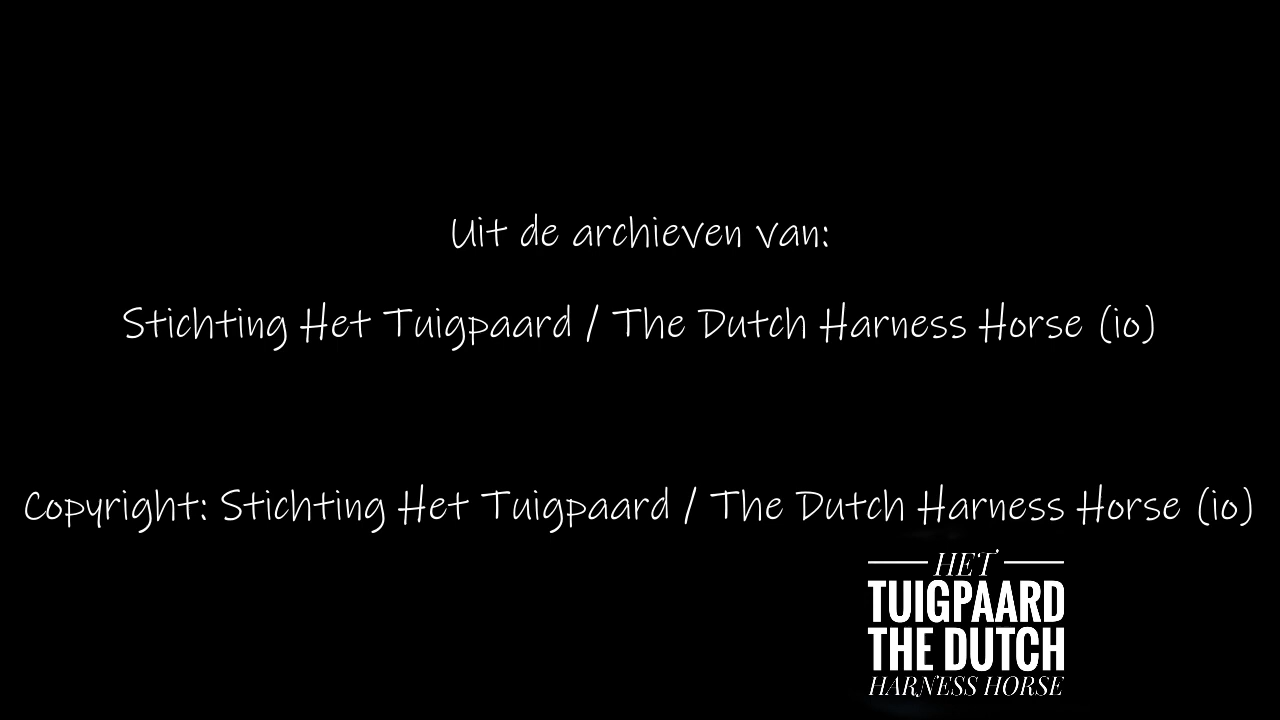 Uit de archieven van:
Stichting Het Tuigpaard / The Dutch Harness Horse (io)
Copyright: Stichting Het Tuigpaard / The Dutch Harness Horse (io)
HET
TUIGPAARD
THE DUTCH
HARNESS HORSE